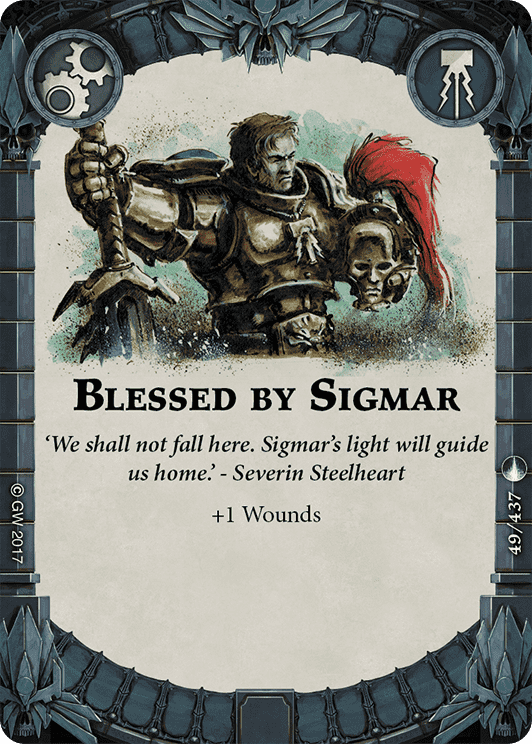 BLESSED BY SIGMAR
‘We shall not fall here. Sigmar’s light will guide
us home.’ - Severin Steelheart
+1 Wounds
© GW 2017
49/437